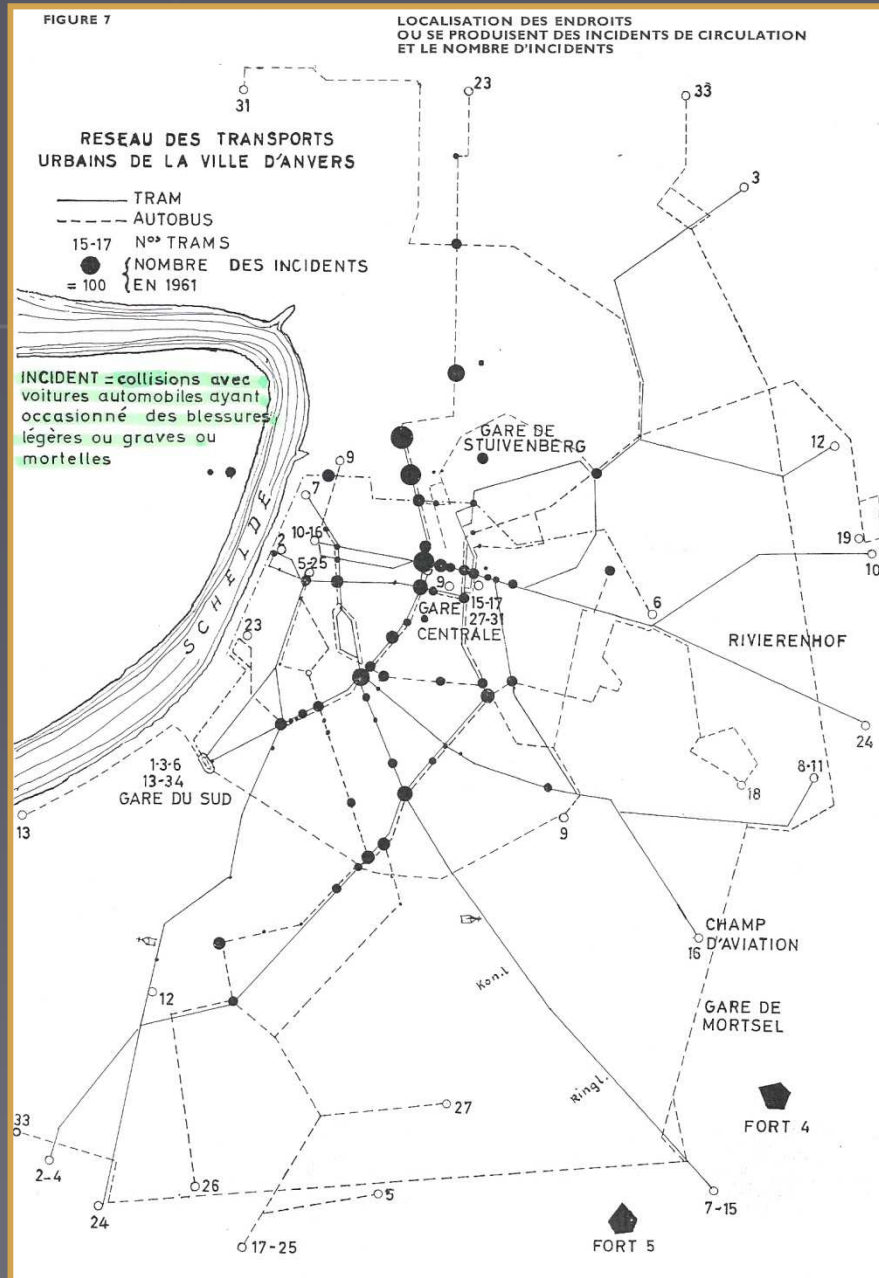 FIGURE 7
LOCALISATION DES ENDROITS
OU SE PRODUISENT DES INCIDENTS DE CIRCULATION
ET LE NOMBRE D'INCIDENTS
31
23
33
3
RESEAU DES TRANSPORTS
URBAINS DE LA VILLE D'ANVERS
TRAM
AUTOBUS
15-17 Nos TRAMS
NOMBRE DES INCIDENTS
= 100 EN 1961
INCIDENT = collisions avec
voitures automobiles ayant
occasionné des blessures
légères ou graves ou
mortelles
SCHELDE
GARE DE
STUIVENBERG
12
9
7
10-16
2
5-25
19
10
9
15-17
27-31
GARE
CENTRALE
6
23
RIVIERENHOF
24
1-3-6
13-34
GARE DU SUD
8-11
18
13
9
CHAMP
D'AVIATION
16
12
Kon.l
GARE DE
MORTSEL
Ringl.
27
FORT 4
33
2-4
26
5
24
7-15
17-25
FORT 5